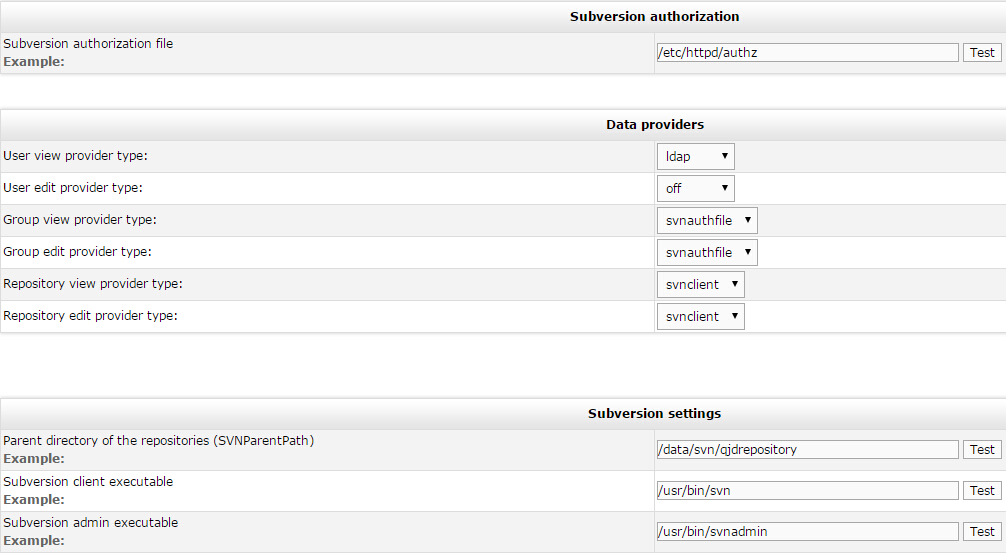 Subversion authorization
Subversion authorization file
Example:
/etc/httpd/authz Test
Data providers
User view provider type: ldap
User edit provider type: off
Group view provider type: svnauthfile
Group edit provider type: svnauthfile
Repository view provider type: svnclient
Repository edit provider type: svnclient
Subversion settings
Parent directory of the repositories (SVNParentPath)
Example:
/data/svn/qjdrepository Test
Subversion client executable
Example:
/usr/bin/svn Test
Subversion admin executable
Example:
/usr/bin/svnadmin Test